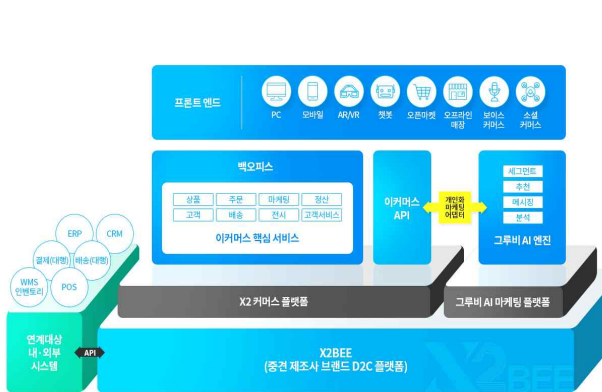 프론트 엔드
PC
모바일
AR/VR
챗봇
오픈마켓
오프라인
매장
보이스
커머스
소셜
커머스
백오피스
상품
주문
마케팅
정산
고객
배송
전시
고객서비스
이커머스 핵심 서비스
이커머스
API
개인화
마케팅
어댑터
세그먼트
추천
메시징
분석
그루비 AI 엔진
ERP
CRM
결제(대행)
배송(대행)
WMS
인벤토리
POS
X2 커머스 플랫폼
그루비 AI 마케팅 플랫폼
연계대상
내·외부
시스템
API
X2BEE
(중견 제조사 브랜드 D2C 플랫폼)
X2BEE